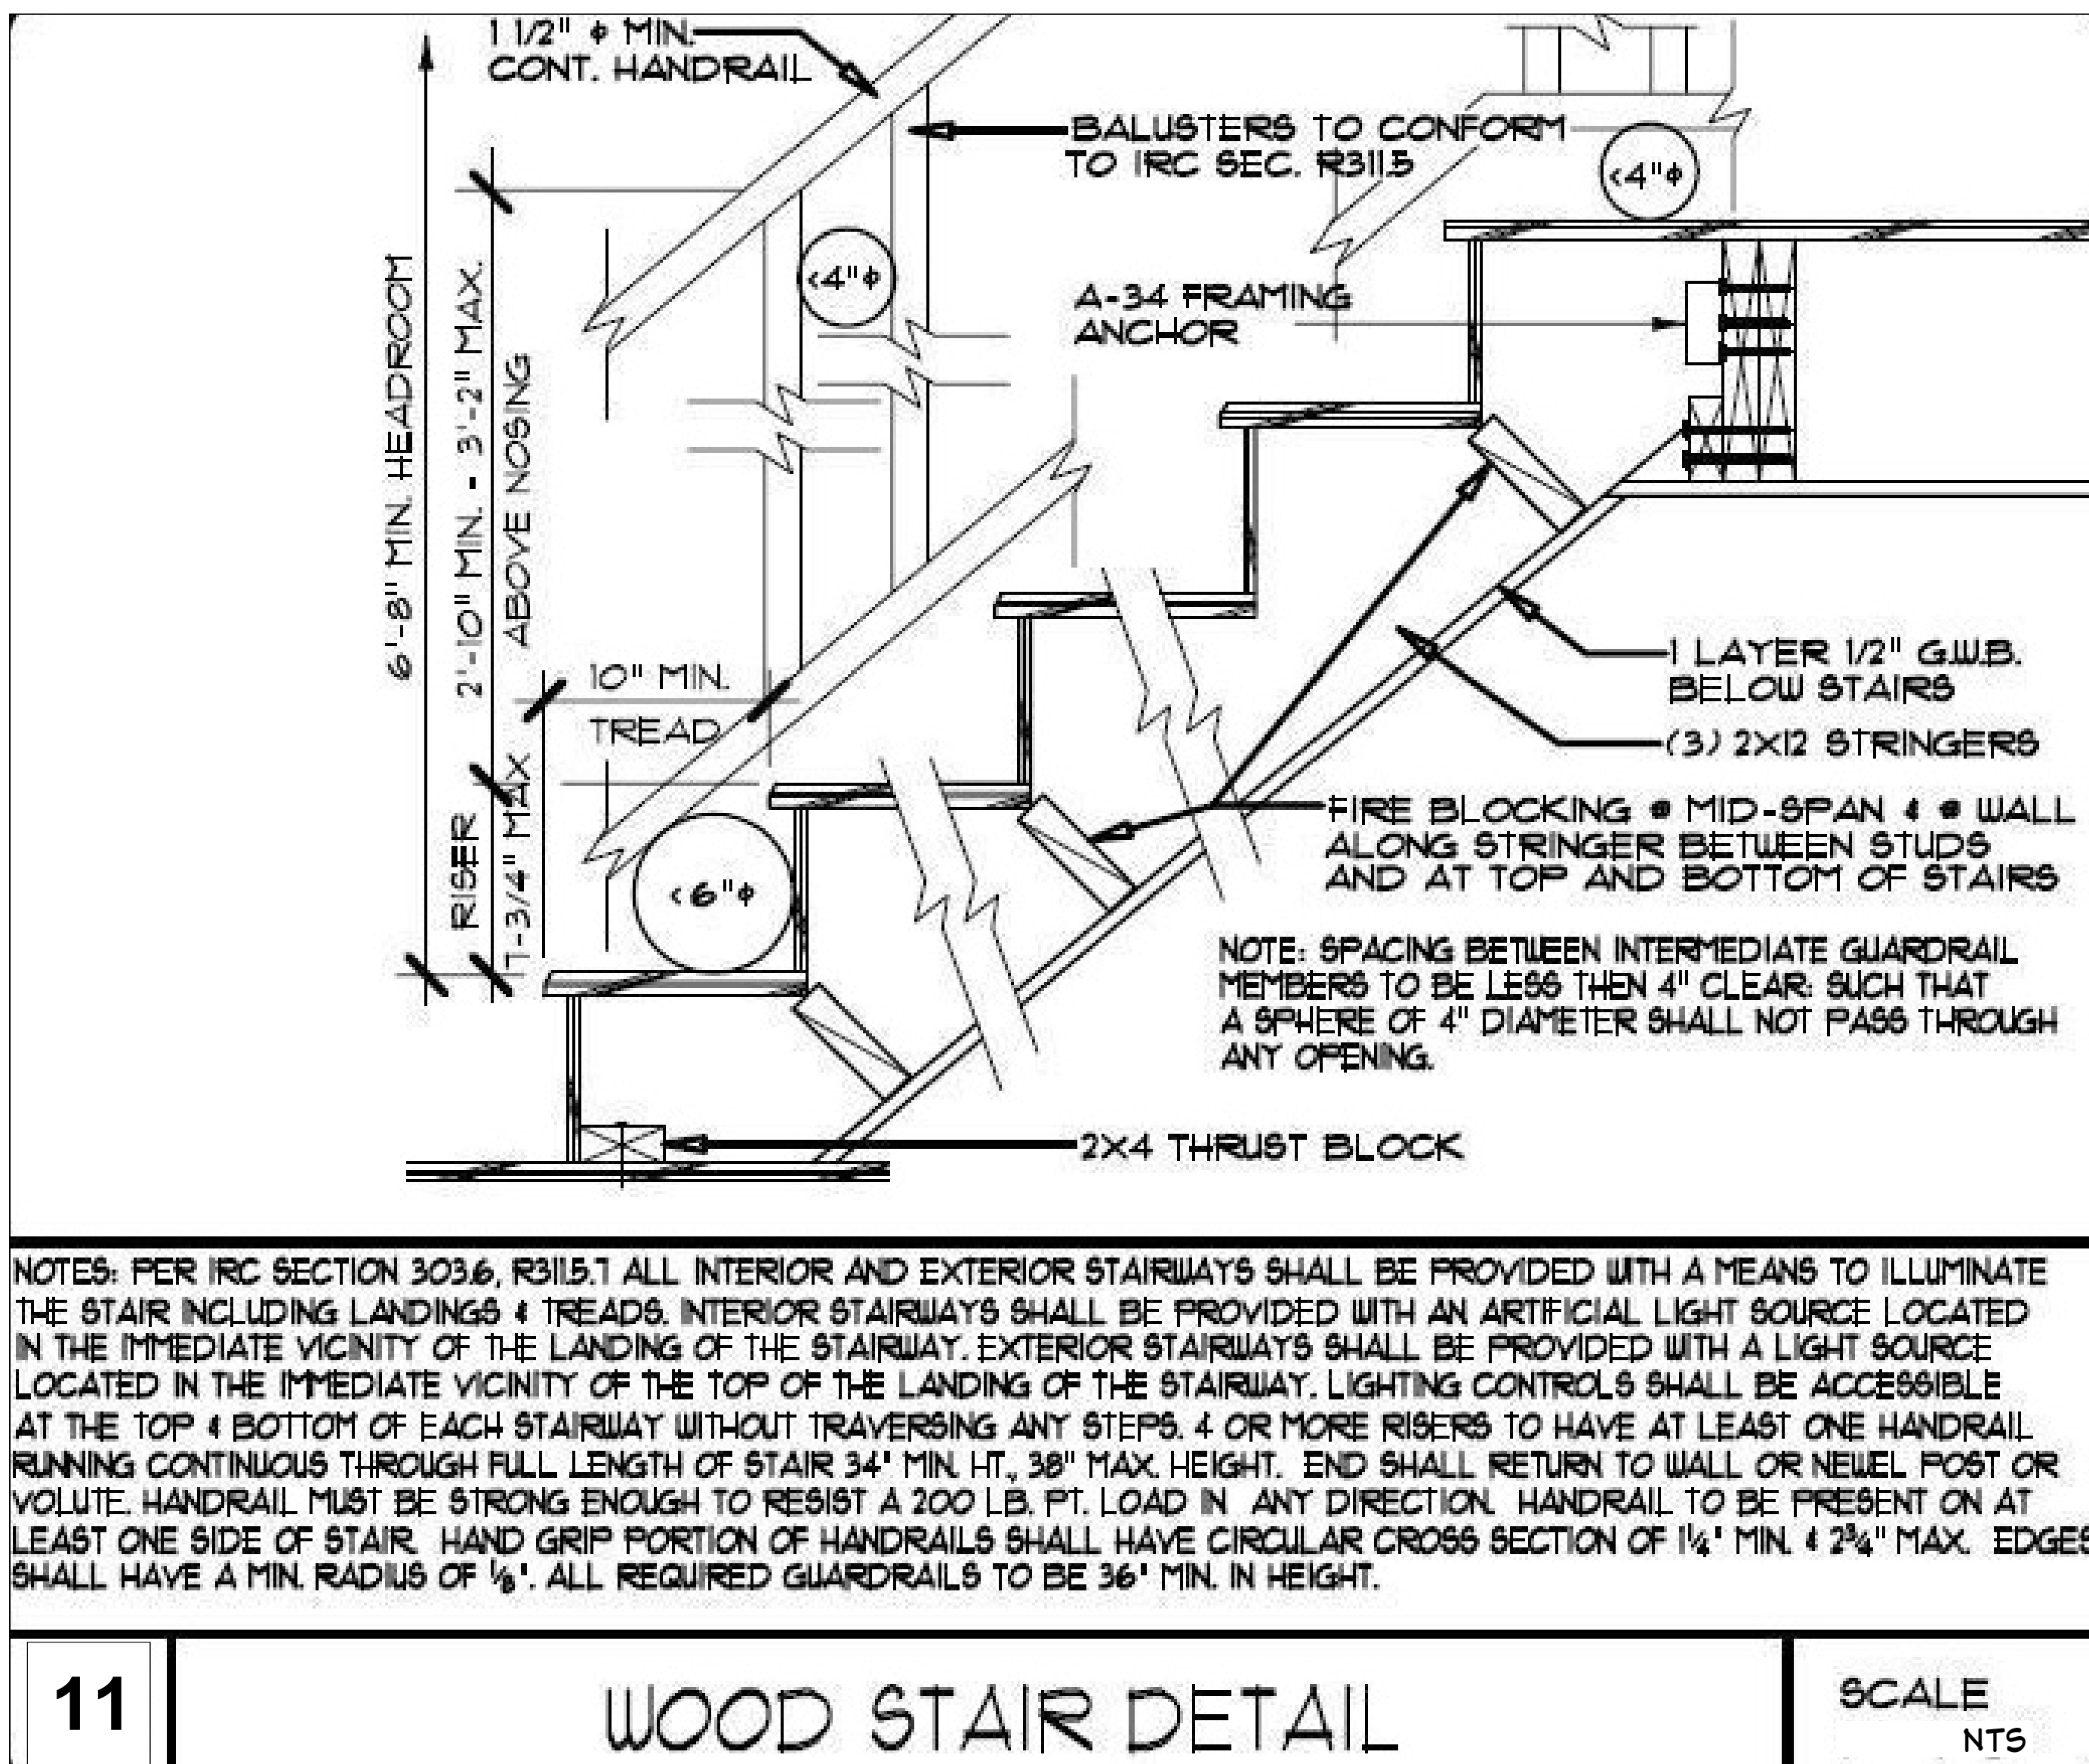 1 1/2" ϕ MIN.
CONT. HANDRAIL
BALUSTERS TO CONFORM
TO IRC SEC. R311.5
<4"ϕ
<4"ϕ
A-34 FRAMING
ANCHOR
6'-8" MIN. HEADROOM
2'-10" MIN. - 3'-2" MAX.
ABOVE NOSING
10" MIN.
TREAD
RISER
7-3/4" MAX
<6"ϕ
1 LAYER 1/2" G.W.B.
BELOW STAIRS
(3) 2X12 STRINGERS
FIRE BLOCKING @ MID-SPAN & @ WALL
ALONG STRINGER BETWEEN STUDS
AND AT TOP AND BOTTOM OF STAIRS
NOTE: SPACING BETWEEN INTERMEDIATE GUARDRAIL
MEMBERS TO BE LESS THEN 4" CLEAR: SUCH THAT
A SPHERE OF 4" DIAMETER SHALL NOT PASS THROUGH
ANY OPENING.
2X4 THRUST BLOCK
NOTES: PER IRC SECTION 303.6, R311.5.7 ALL INTERIOR AND EXTERIOR STAIRWAYS SHALL BE PROVIDED WITH A MEANS TO ILLUMINATE
THE STAIR INCLUDING LANDINGS & TREADS. INTERIOR STAIRWAYS SHALL BE PROVIDED WITH AN ARTIFICIAL LIGHT SOURCE LOCATED
IN THE IMMEDIATE VICINITY OF THE LANDING OF THE STAIRWAY. EXTERIOR STAIRWAYS SHALL BE PROVIDED WITH A LIGHT SOURCE
LOCATED IN THE IMMEDIATE VICINITY OF THE TOP OF THE LANDING OF THE STAIRWAY. LIGHTING CONTROLS SHALL BE ACCESSIBLE
AT THE TOP & BOTTOM OF EACH STAIRWAY WITHOUT TRAVERSING ANY STEPS. 4 OR MORE RISERS TO HAVE AT LEAST ONE HANDRAIL
RUNNING CONTINUOUS THROUGH FULL LENGTH OF STAIR 34" MIN. HT., 38" MAX. HEIGHT. END SHALL RETURN TO WALL OR NEWEL POST OR
VOLUTE. HANDRAIL MUST BE STRONG ENOUGH TO RESIST A 200 LB. PT. LOAD IN ANY DIRECTION. HANDRAIL TO BE PRESENT ON AT
LEAST ONE SIDE OF STAIR. HAND GRIP PORTION OF HANDRAILS SHALL HAVE CIRCULAR CROSS SECTION OF 1¼" MIN. & 2¾" MAX. EDGES
SHALL HAVE A MIN. RADIUS OF ⅛". ALL REQUIRED GUARDRAILS TO BE 36" MIN. IN HEIGHT.
11
WOOD STAIR DETAIL
SCALE
NTS